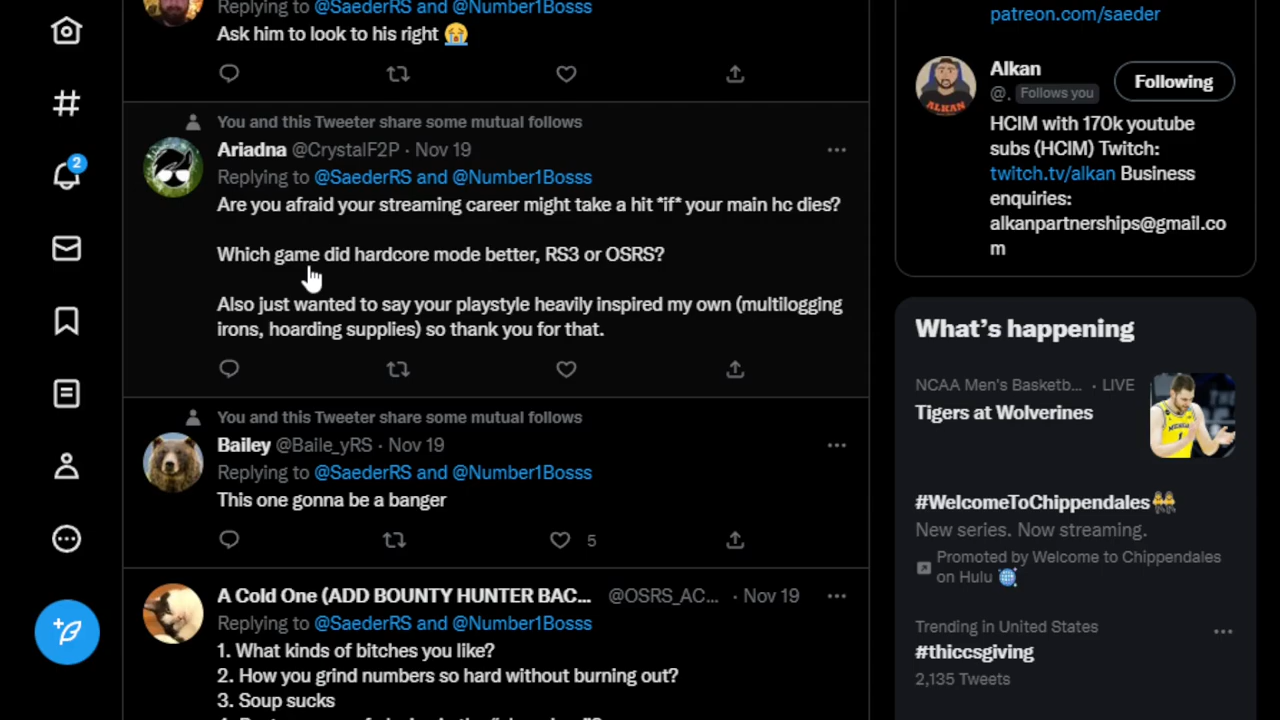 Replying to @SaederRS and @Number1Bosss
Ask him to look to his right 😭
You and this Tweeter share some mutual follows
Ariadna @CrystalF2P · Nov 19
Replying to @SaederRS and @Number1Bosss
Are you afraid your streaming career might take a hit *if* your main hc dies?
Which game did hardcore mode better, RS3 or OSRS?
Also just wanted to say your playstyle heavily inspired my own (multilogging
irons, hoarding supplies) so thank you for that.
You and this Tweeter share some mutual follows
Bailey @Baile_yRS · Nov 19
Replying to @SaederRS and @Number1Bosss
This one gonna be a banger
5
A Cold One (ADD BOUNTY HUNTER BAC... @OSRS_AC... · Nov 19
Replying to @SaederRS and @Number1Bosss
1. What kinds of bitches you like?
2. How you grind numbers so hard without burning out?
3. Soup sucks
2
patreon.com/saeder
Alkan
@. Follows you
Following
ALKAN
HCIM with 170k youtube
subs (HCIM) Twitch:
twitch.tv/alkan Business
enquiries:
alkanpartnerships@gmail.co
m
What's happening
NCAA Men's Basketb... · LIVE
Tigers at Wolverines
#WelcomeToChippendales
New series. Now streaming.
Promoted by Welcome to Chippendales
on Hulu
Trending in United States
#thiccsgiving
2,135 Tweets